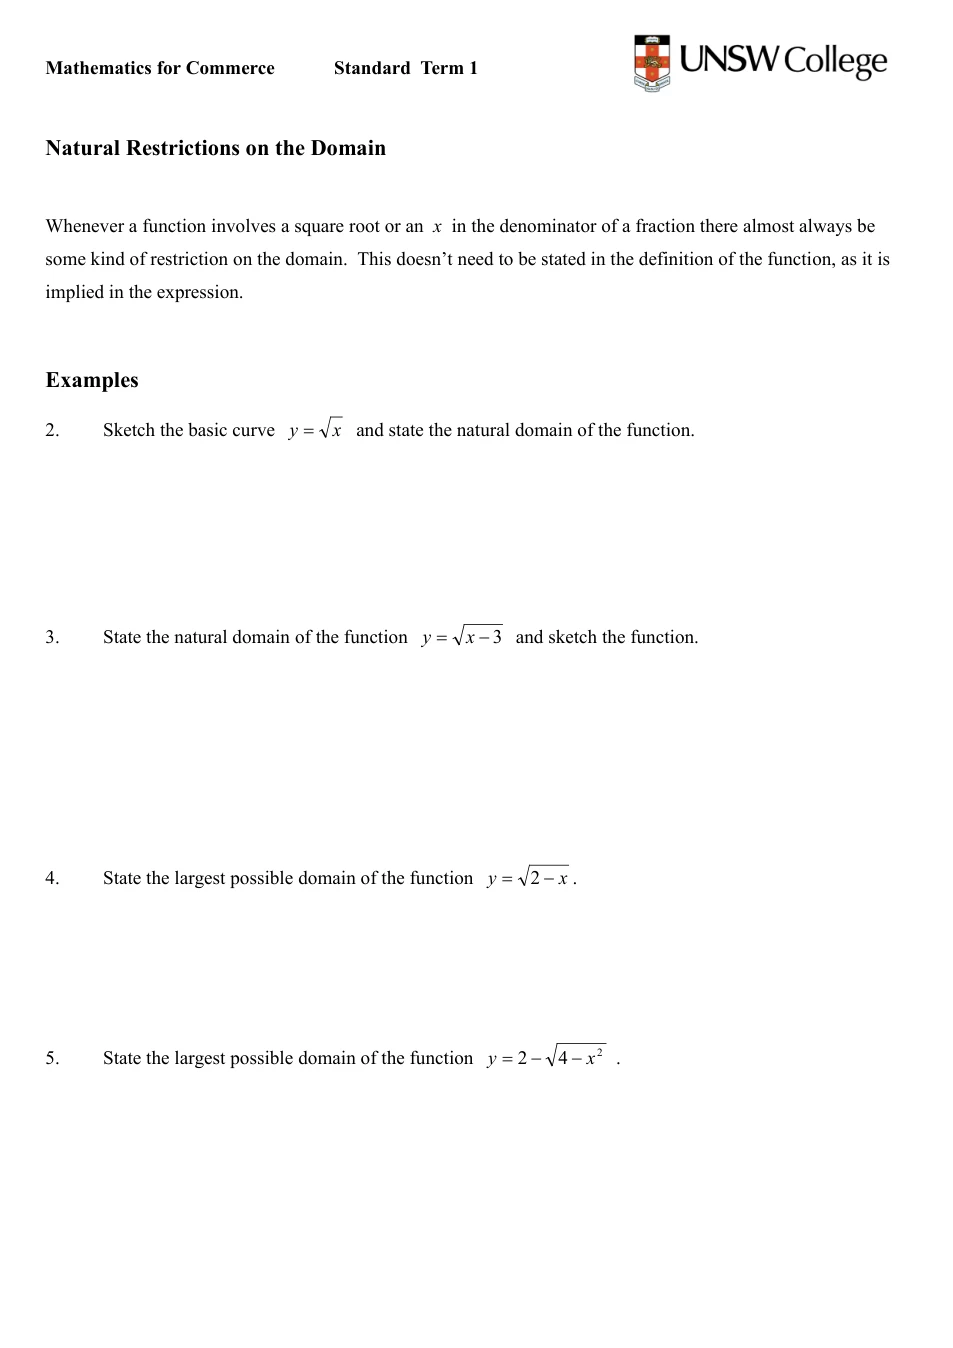 Mathematics for Commerce Standard Term 1
UNSW College
Natural Restrictions on the Domain
Whenever a function involves a square root or an x in the denominator of a fraction there almost always be
some kind of restriction on the domain. This doesn't need to be stated in the definition of the function, as it is
implied in the expression.
Examples
2. Sketch the basic curve y = √x and state the natural domain of the function.
3. State the natural domain of the function y = √(x − 3) and sketch the function.
4. State the largest possible domain of the function y = √(2 − x) .
5. State the largest possible domain of the function y = 2 − √(4 − x²) .